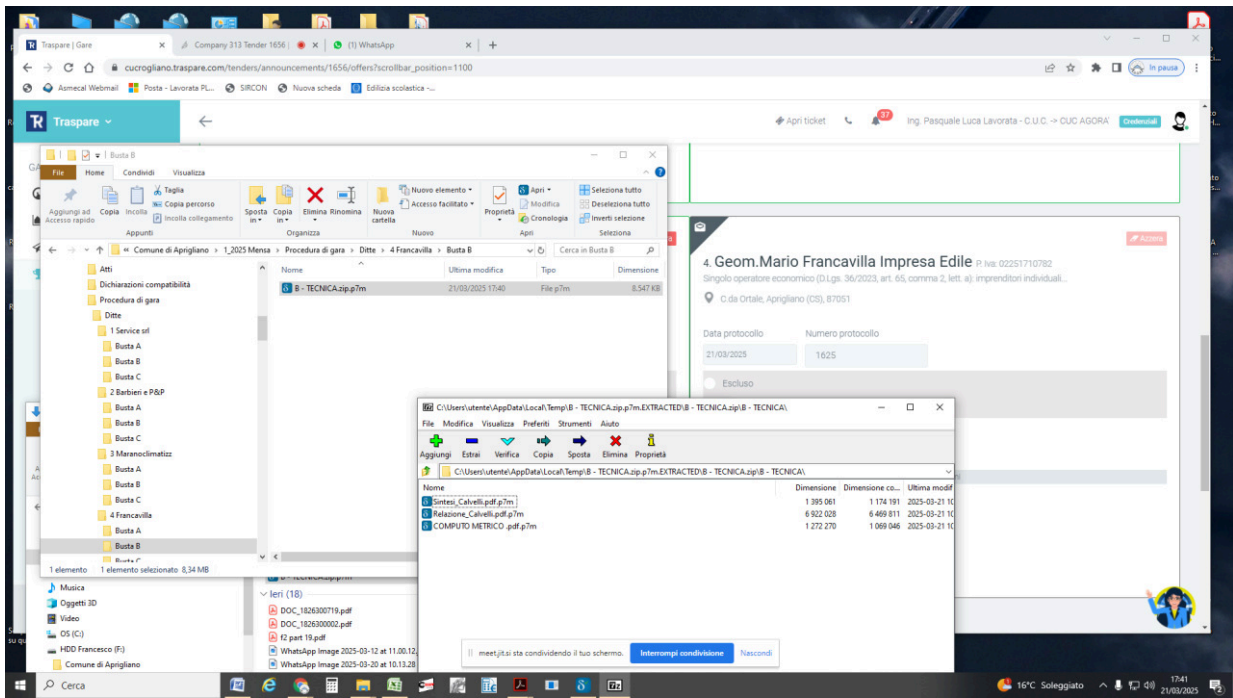 Traspare | Gare
Company 313 Tender 1656 |
(1) WhatsApp
cucrogliano.traspare.com/tenders/announcements/1656/offers?scrollbar_position=1100
In pausa
Asmecal Webmail
Posta - Lavorata PL...
SIRCON
Nuova scheda
Edilizia scolastica -...
Traspare
Apri ticket
37
Ing. Pasquale Luca Lavorata - C.U.C. -> CUC AGORA'
Credenziali
Busta B
File
Home
Condividi
Visualizza
Aggiungi ad Accesso rapido
Copia
Incolla
Taglia
Copia percorso
Incolla collegamento
Sposta in
Copia in
Elimina
Rinomina
Nuova cartella
Nuovo elemento
Accesso facilitato
Proprietà
Apri
Modifica
Cronologia
Seleziona tutto
Deseleziona tutto
Inverti selezione
Appunti
Organizza
Nuovo
Apri
Seleziona
« Comune di Aprigliano > 1_2025 Mensa > Procedura di gara > Ditte > 4 Francavilla > Busta B
Cerca in Busta B
Nome
Ultima modifica
Tipo
Dimensione
B - TECNICA.zip.p7m
21/03/2025 17:40
File p7m
8.547 KB
Atti
Dichiarazioni compatibilità
Procedura di gara
Ditte
1 Service srl
Busta A
Busta B
Busta C
2 Barbieri e P&P
Busta A
Busta B
Busta C
3 Maranoclimatizz
Busta A
Busta B
Busta C
4 Francavilla
Busta A
Busta B
Busta C
1 elemento
1 elemento selezionato 8,34 MB
Azzera
4. Geom.Mario Francavilla Impresa Edile P. Iva: 02251710782
Singolo operatore economico (D.Lgs. 36/2023, art. 65, comma 2, lett. a): imprenditori individuali...
C.da Ortale, Aprigliano (CS), 87051
Data protocollo
Numero protocollo
21/03/2025
1625
Escluso
C:\Users\utente\AppData\Local\Temp\B - TECNICA.zip.p7m.EXTRACTED\B - TECNICA.zip\B - TECNICA\
File
Modifica
Visualizza
Preferiti
Strumenti
Aiuto
Aggiungi
Estrai
Verifica
Copia
Sposta
Elimina
Proprietà
C:\Users\utente\AppData\Local\Temp\B - TECNICA.zip.p7m.EXTRACTED\B - TECNICA.zip\B - TECNICA\
Nome
Dimensione
Dimensione co...
Ultima modif
Sintesi_Calvelli.pdf.p7m
1 395 061
1 174 191
2025-03-21 10
Relazione_Calvelli.pdf.p7m
6 922 028
6 469 811
2025-03-21 10
COMPUTO METRICO .pdf.p7m
1 272 270
1 069 046
2025-03-21 10
Musica
Oggetti 3D
Video
OS (C:)
HDD Francesco (F:)
Comune di Aprigliano
B - TECNICA.zip.p7m
Ieri (18)
DOC_1826300719.pdf
DOC_1826300002.pdf
f2 part 19.pdf
WhatsApp Image 2025-03-12 at 11.00.12.
WhatsApp Image 2025-03-20 at 10.13.28
meet.jit.si sta condividendo il tuo schermo.
Interrompi condivisione
Nascondi
Cerca
16°C Soleggiato
17:41
21/03/2025